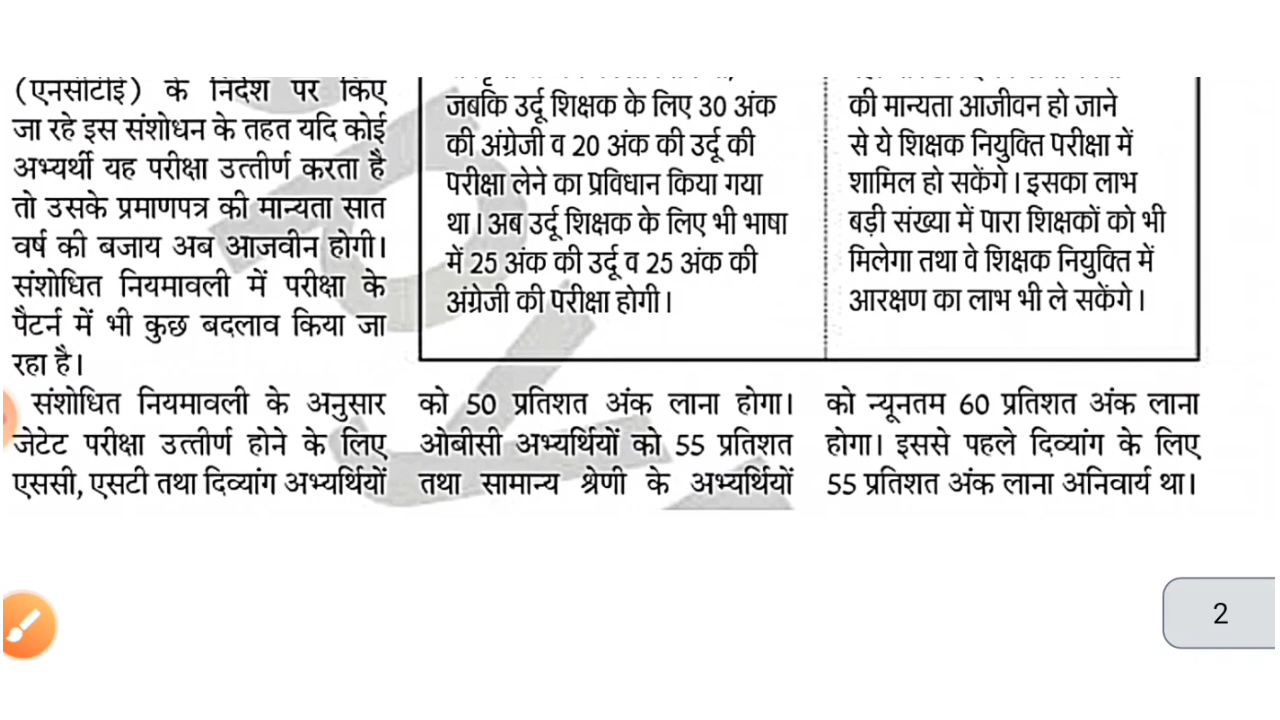 (एनसीटीई) के निर्देश पर किए
जा रहे इस संशोधन के तहत यदि कोई
अभ्यर्थी यह परीक्षा उत्तीर्ण करता है
तो उसके प्रमाणपत्र की मान्यता सात
वर्ष की बजाय अब आजवीन होगी।
संशोधित नियमावली में परीक्षा के
पैटर्न में भी कुछ बदलाव किया जा
रहा है।
संशोधित नियमावली के अनुसार
जेटेट परीक्षा उत्तीर्ण होने के लिए
एससी, एसटी तथा दिव्यांग अभ्यर्थियों
जबकि उर्दू शिक्षक के लिए 30 अंक
की अंग्रेजी व 20 अंक की उर्दू की
परीक्षा लेने का प्रविधान किया गया
था। अब उर्दू शिक्षक के लिए भी भाषा
में 25 अंक की उर्दू व 25 अंक की
अंग्रेजी की परीक्षा होगी।
की मान्यता आजीवन हो जाने
से ये शिक्षक नियुक्ति परीक्षा में
शामिल हो सकेंगे। इसका लाभ
बड़ी संख्या में पारा शिक्षकों को भी
मिलेगा तथा वे शिक्षक नियुक्ति में
आरक्षण का लाभ भी ले सकेंगे।
को 50 प्रतिशत अंक लाना होगा।
ओबीसी अभ्यर्थियों को 55 प्रतिशत
तथा सामान्य श्रेणी के अभ्यर्थियों
को न्यूनतम 60 प्रतिशत अंक लाना
होगा। इससे पहले दिव्यांग के लिए
55 प्रतिशत अंक लाना अनिवार्य था।
2